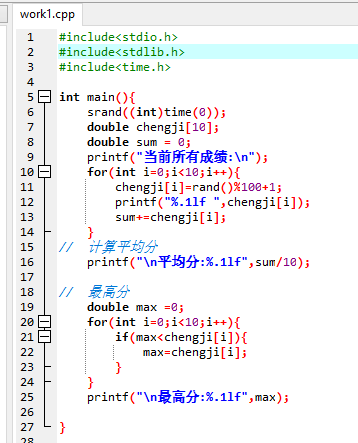 work1.cpp
1 #include<stdio.h>
2 #include<stdlib.h>
3 #include<time.h>
4
5 int main(){
6 srand((int)time(0));
7 double chengji[10];
8 double sum = 0;
9 printf("当前所有成绩:\n");
10 for(int i=0;i<10;i++){
11 chengji[i]=rand()%100+1;
12 printf("%.1lf ",chengji[i]);
13 sum+=chengji[i];
14 }
15 // 计算平均分
16 printf("\n平均分:%.1lf",sum/10);
17
18 // 最高分
19 double max =0;
20 for(int i=0;i<10;i++){
21 if(max<chengji[i]){
22 max=chengji[i];
23 }
24 }
25 printf("\n最高分:%.1lf",max);
26
27 }
28